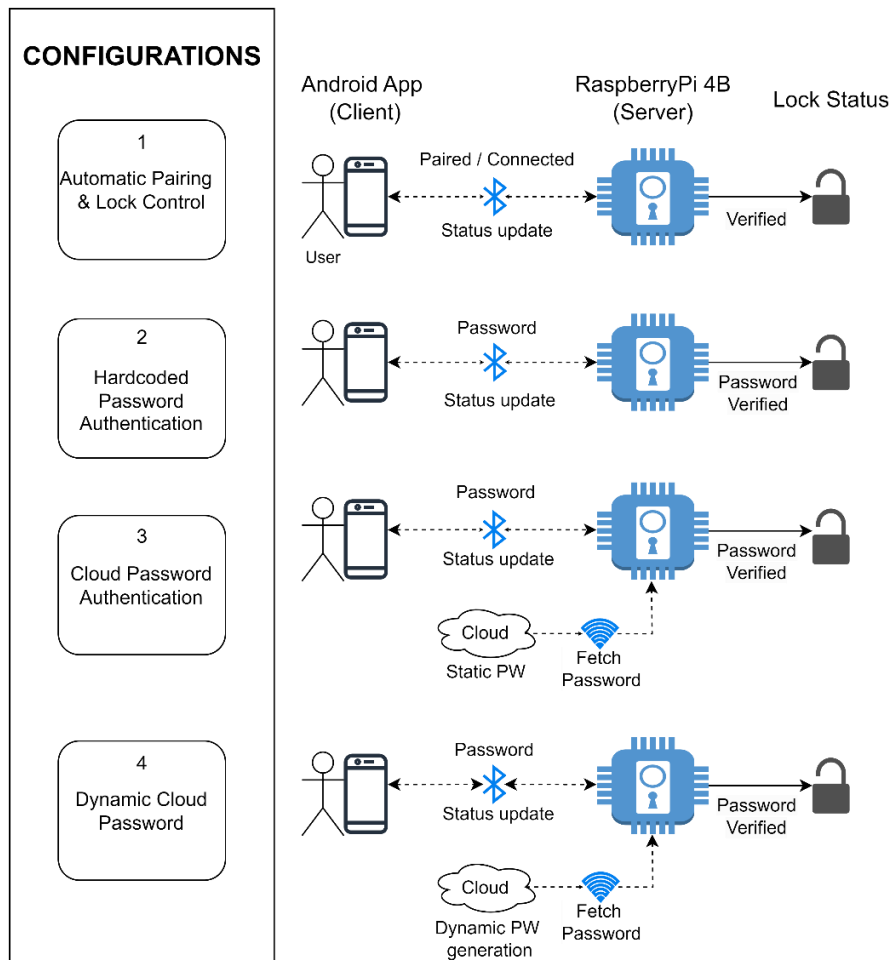 CONFIGURATIONS
Android App
(Client)
RaspberryPi 4B
(Server)
Lock Status
1
Automatic Pairing
& Lock Control
User
Paired / Connected
Status update
Verified
2
Hardcoded
Password
Authentication
Password
Status update
Password
Verified
3
Cloud Password
Authentication
Password
Status update
Password
Verified
Cloud
Static PW
Fetch
Password
4
Dynamic Cloud
Password
Password
Status update
Password
Verified
Cloud
Dynamic PW
generation
Fetch
Password